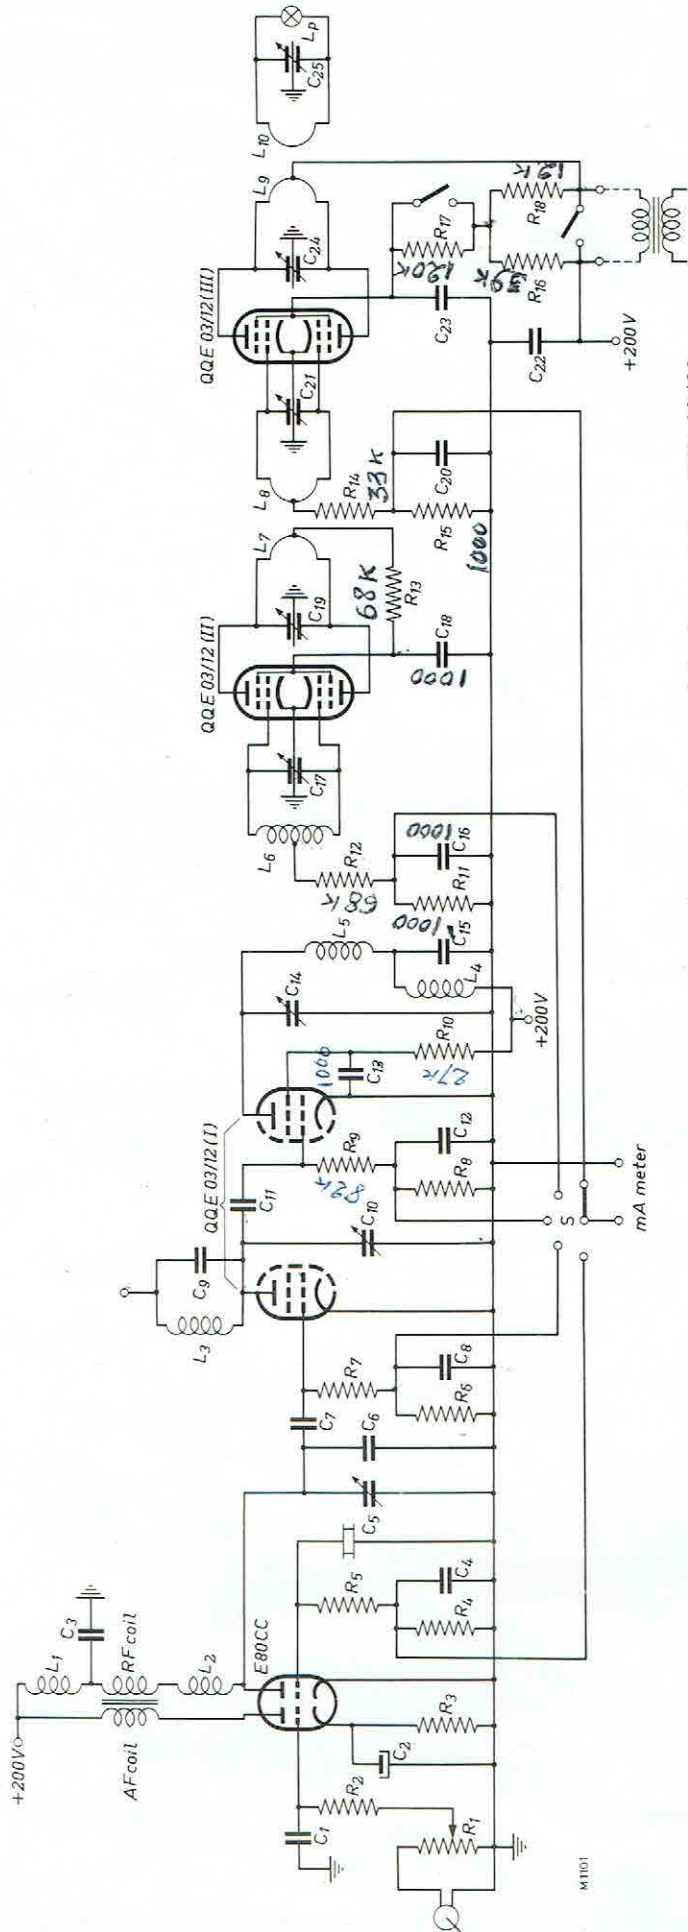 +200V
L1
C3
RF coil
AF coil
L2
E80CC
C1
R2
R1
C2
R3
R4
C4
R5
C5
C6
C7
R7
R6
C8
L3
C9
QQE 03/12 (I)
C11
C10
R9
82K
R8
C12
1000
C13
R10
27K
C14
L5
L4
C15
1000
+200V
S
mA meter
L6
R12
68K
R11
C16
1000
C17
QQE 03/12 (II)
C19
L7
68K
R13
C18
1000
L8
R14
33K
R15
1000
C20
C21
QQE 03/12 (III)
C24
L9
L10
C25
Lp
R17
120K
C23
R16
R18
12K
C22
+200V
M1101